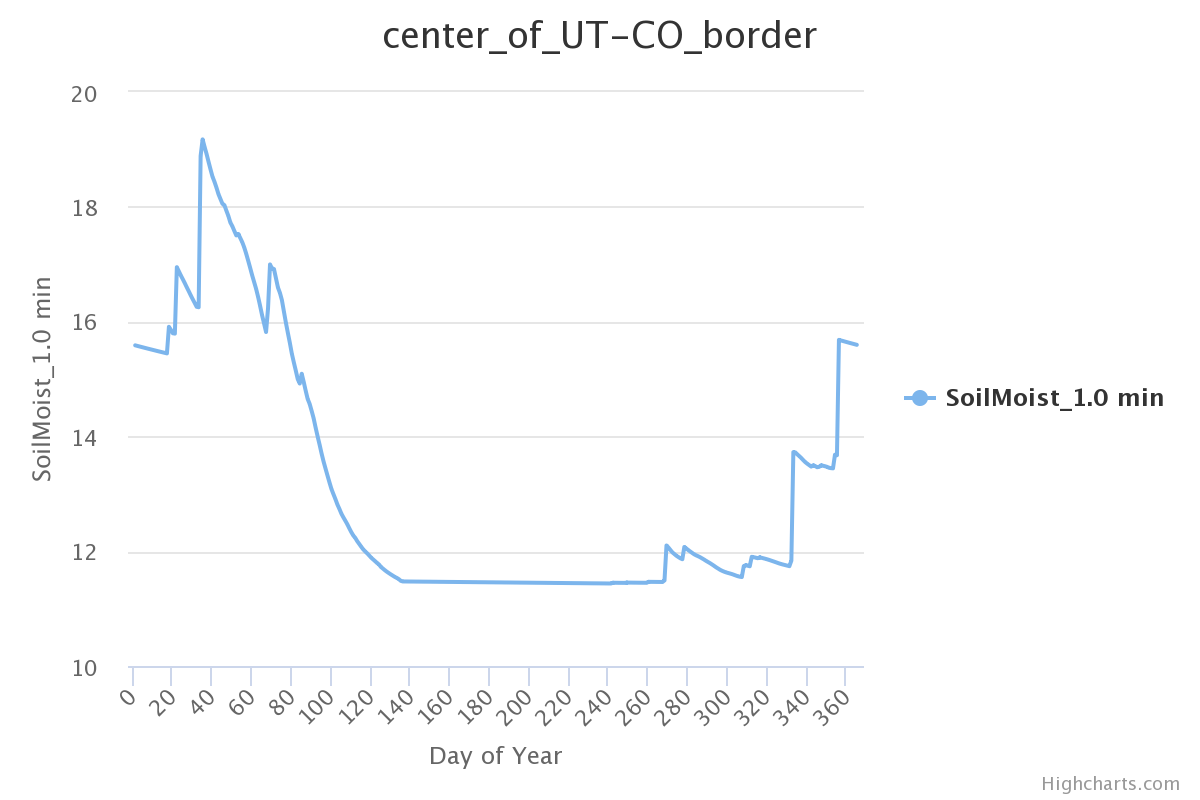 center_of_UT-CO_border
20
18
16
14
12
10
SoilMoist_1.0 min
0 20 40 60 80 100 120 140 160 180 200 220 240 260 280 300 320 340 360
Day of Year
SoilMoist_1.0 min
Highcharts.com